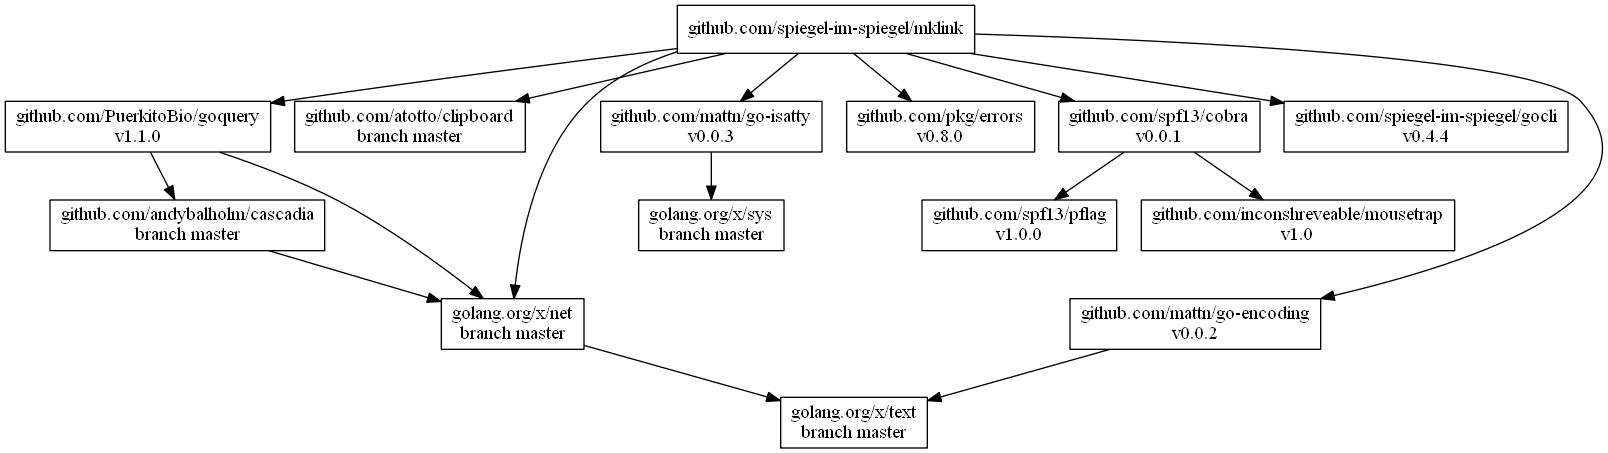 github.com/spiegel-im-spiegel/mklink
github.com/PuerkitoBio/goquery
v1.1.0
github.com/atotto/clipboard
branch master
github.com/mattn/go-isatty
v0.0.3
github.com/pkg/errors
v0.8.0
github.com/spf13/cobra
v0.0.1
github.com/spiegel-im-spiegel/gocli
v0.4.4
github.com/andybalholm/cascadia
branch master
golang.org/x/sys
branch master
github.com/spf13/pflag
v1.0.0
github.com/inconshreveable/mousetrap
v1.0
golang.org/x/net
branch master
github.com/mattn/go-encoding
v0.0.2
golang.org/x/text
branch master